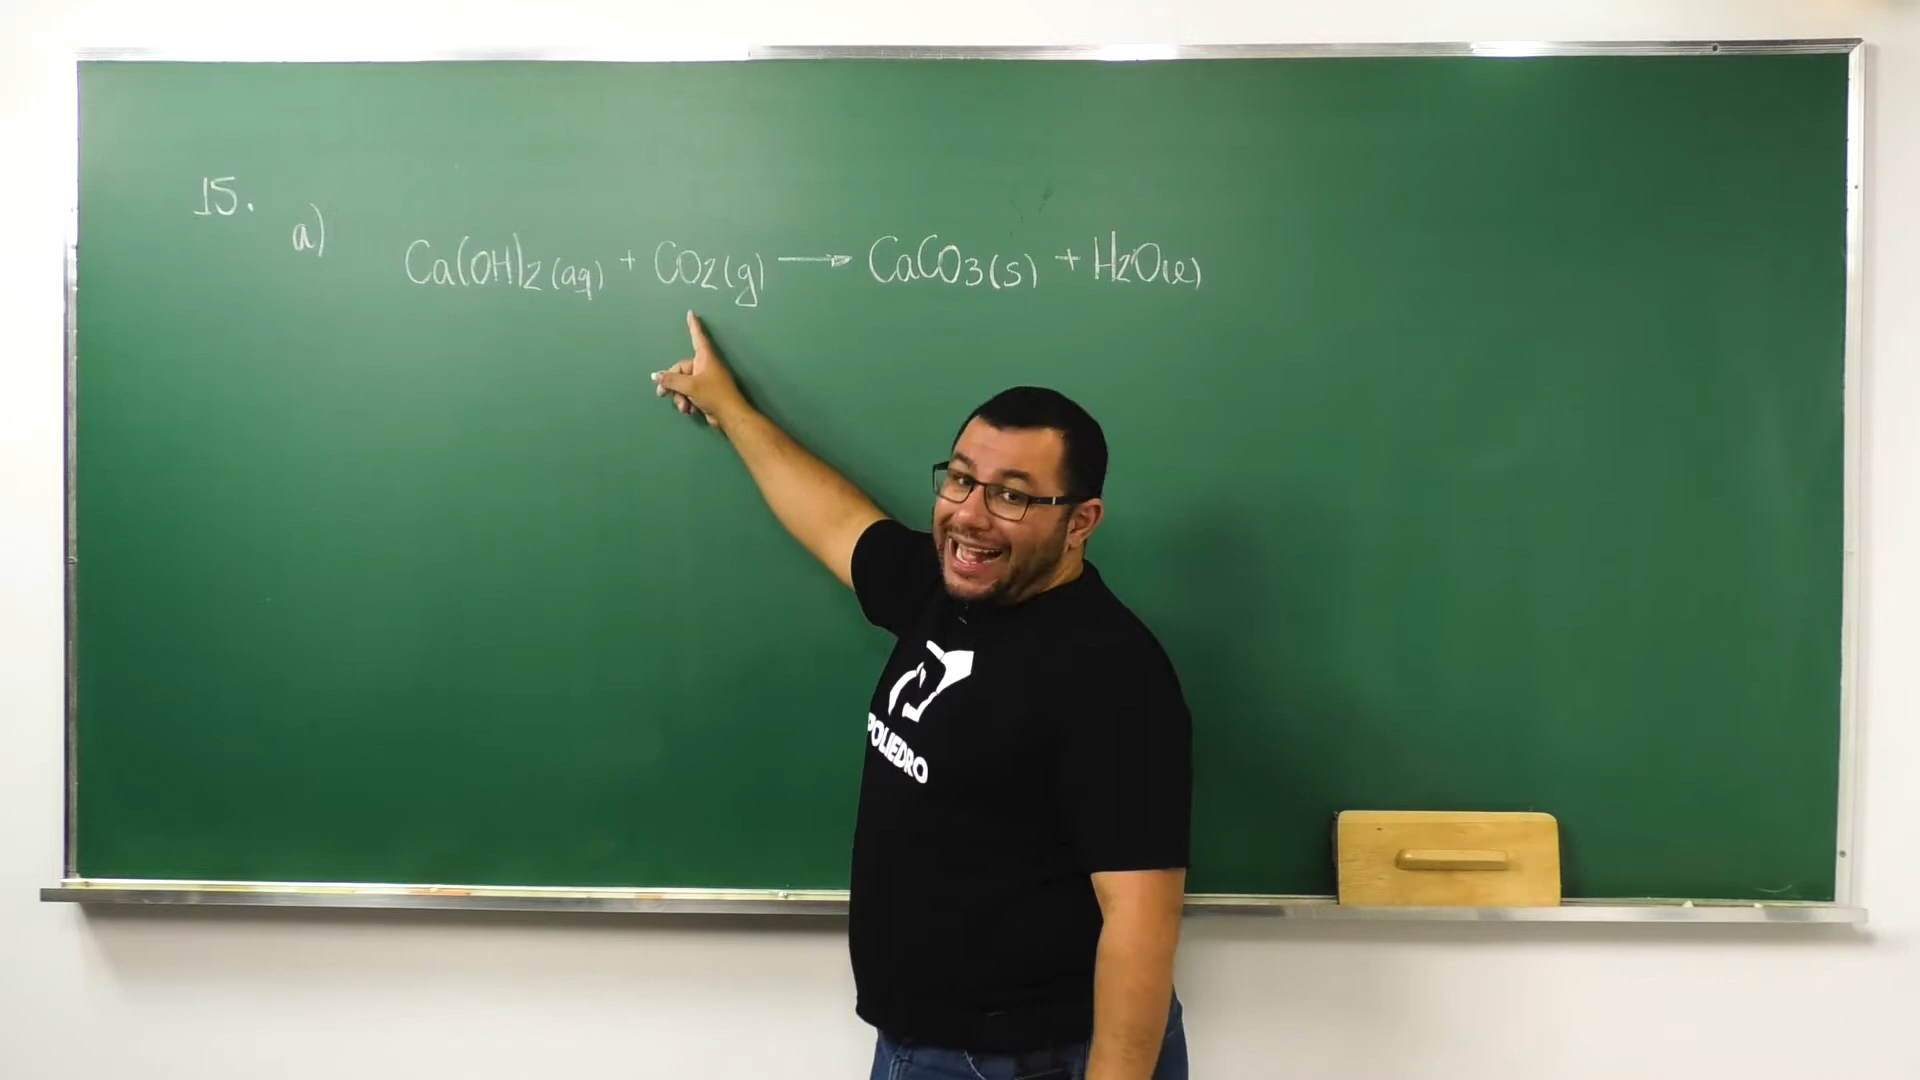 15.
a) Ca(OH)2(aq) + CO2(g) → CaCO3(s) + H2O(l)
POLIEDRO